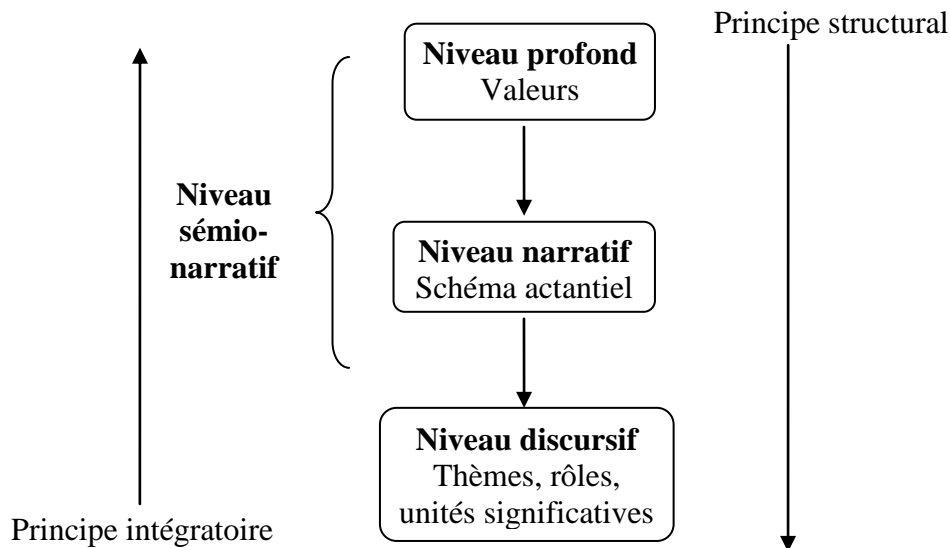 Principe structural
Niveau profond
Valeurs
Niveau
sémio-
narratif
Niveau narratif
Schéma actantiel
Niveau discursif
Thèmes, rôles,
unités significatives
Principe intégratoire